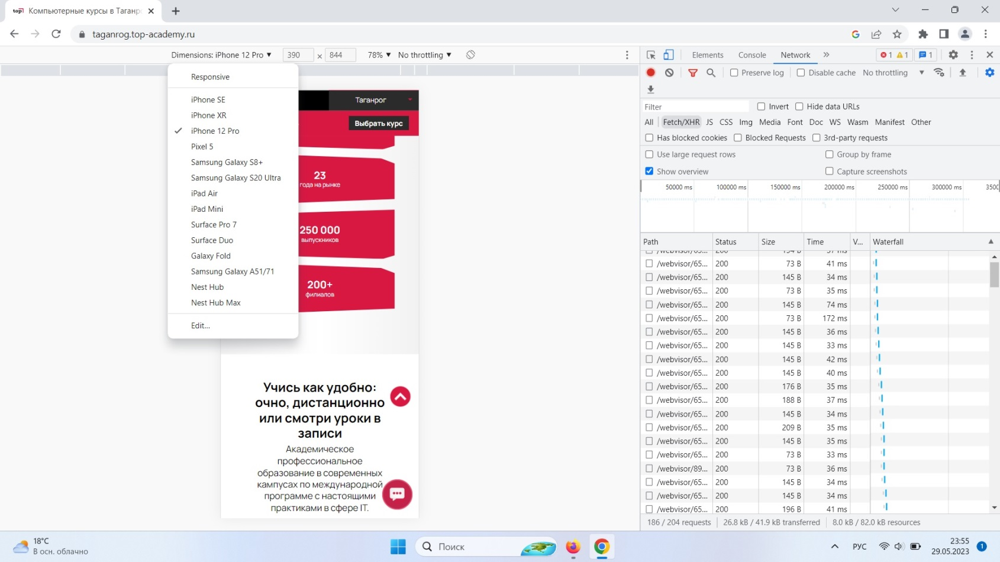 top
Компьютерные курсы в Таганро
taganrog.top-academy.ru
Dimensions: iPhone 12 Pro ▼ 390 × 844 78% ▼ No throttling ▼
Responsive
iPhone SE
iPhone XR
iPhone 12 Pro
Pixel 5
Samsung Galaxy S8+
Samsung Galaxy S20 Ultra
iPad Air
iPad Mini
Surface Pro 7
Surface Duo
Galaxy Fold
Samsung Galaxy A51/71
Nest Hub
Nest Hub Max
Edit...
Таганрог
Выбрать курс
23
года на рынке
250 000
выпускников
200+
филиалов
Учись как удобно:
очно, дистанционно
или смотри уроки в
записи
Академическое
профессиональное
образование в современных
кампусах по международной
программе с настоящими
практиками в сфере IT.
Elements Console Network » 1 1 1
Preserve log Disable cache No throttling ▼
Filter Invert Hide data URLs
All Fetch/XHR JS CSS Img Media Font Doc WS Wasm Manifest Other
Has blocked cookies Blocked Requests 3rd-party requests
Use large request rows Group by frame
Show overview Capture screenshots
50000 ms 100000 ms 150000 ms 200000 ms 250000 ms 300000 ms 3500
Path Status Size Time V... Waterfall ▲
/webvisor/65... 200 154 B 37 ms
/webvisor/65... 200 73 B 41 ms
/webvisor/65... 200 145 B 34 ms
/webvisor/65... 200 73 B 35 ms
/webvisor/65... 200 145 B 74 ms
/webvisor/65... 200 73 B 172 ms
/webvisor/65... 200 145 B 36 ms
/webvisor/65... 200 145 B 33 ms
/webvisor/65... 200 145 B 42 ms
/webvisor/65... 200 145 B 40 ms
/webvisor/65... 200 176 B 35 ms
/webvisor/65... 200 188 B 37 ms
/webvisor/65... 200 145 B 34 ms
/webvisor/65... 200 209 B 35 ms
/webvisor/65... 200 145 B 35 ms
/webvisor/65... 200 73 B 33 ms
/webvisor/89... 200 73 B 36 ms
/webvisor/65... 200 145 B 34 ms
/webvisor/65... 200 145 B 34 ms
/webvisor/65... 200 196 B 41 ms
186 / 204 requests 26.8 kB / 41.9 kB transferred 8.0 kB / 82.0 kB resources
18°C
В осн. облачно
Поиск
РУС
23:55
29.05.2023
1